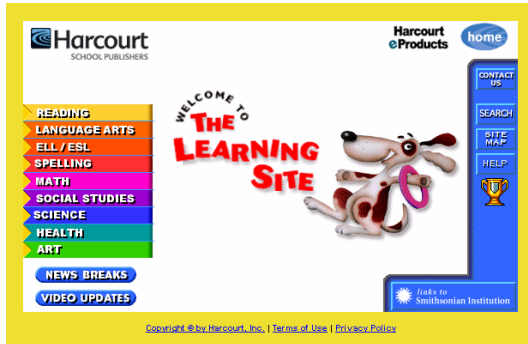 Harcourt
SCHOOL PUBLISHERS
Harcourt
eProducts
home
CONTACT
US
SEARCH
SITE
MAP
HELP
WELCOME TO
THE
LEARNING
SITE
READING
LANGUAGE ARTS
ELL / ESL
SPELLING
MATH
SOCIAL STUDIES
SCIENCE
HEALTH
ART
NEWS BREAKS
VIDEO UPDATES
links to
Smithsonian Institution
Copyright © by Harcourt, Inc. | Terms of Use | Privacy Policy